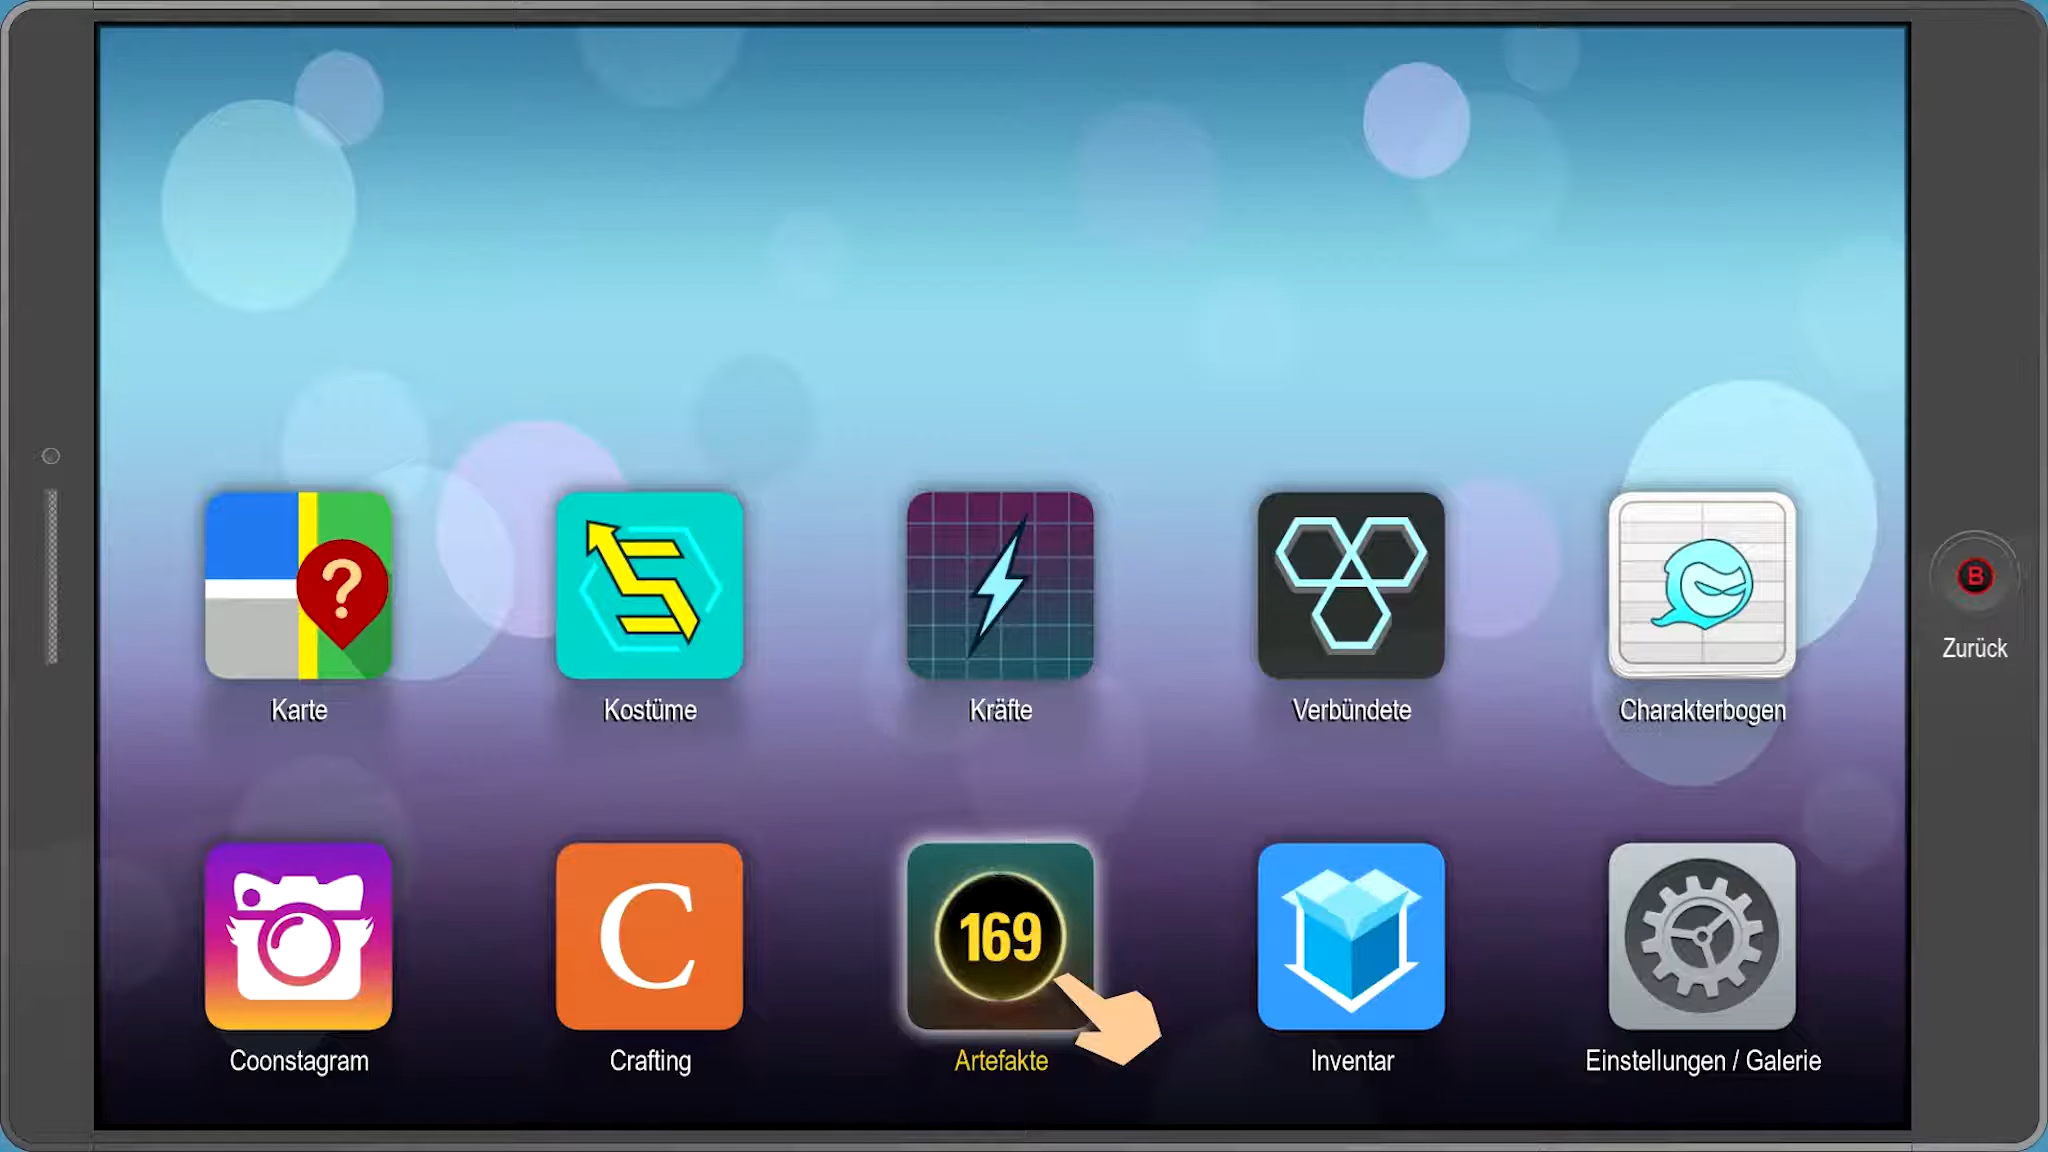 ?
Karte
Kostüme
Kräfte
Verbündete
Charakterbogen
B
Zurück
C
169
Coonstagram
Crafting
Artefakte
Inventar
Einstellungen / Galerie